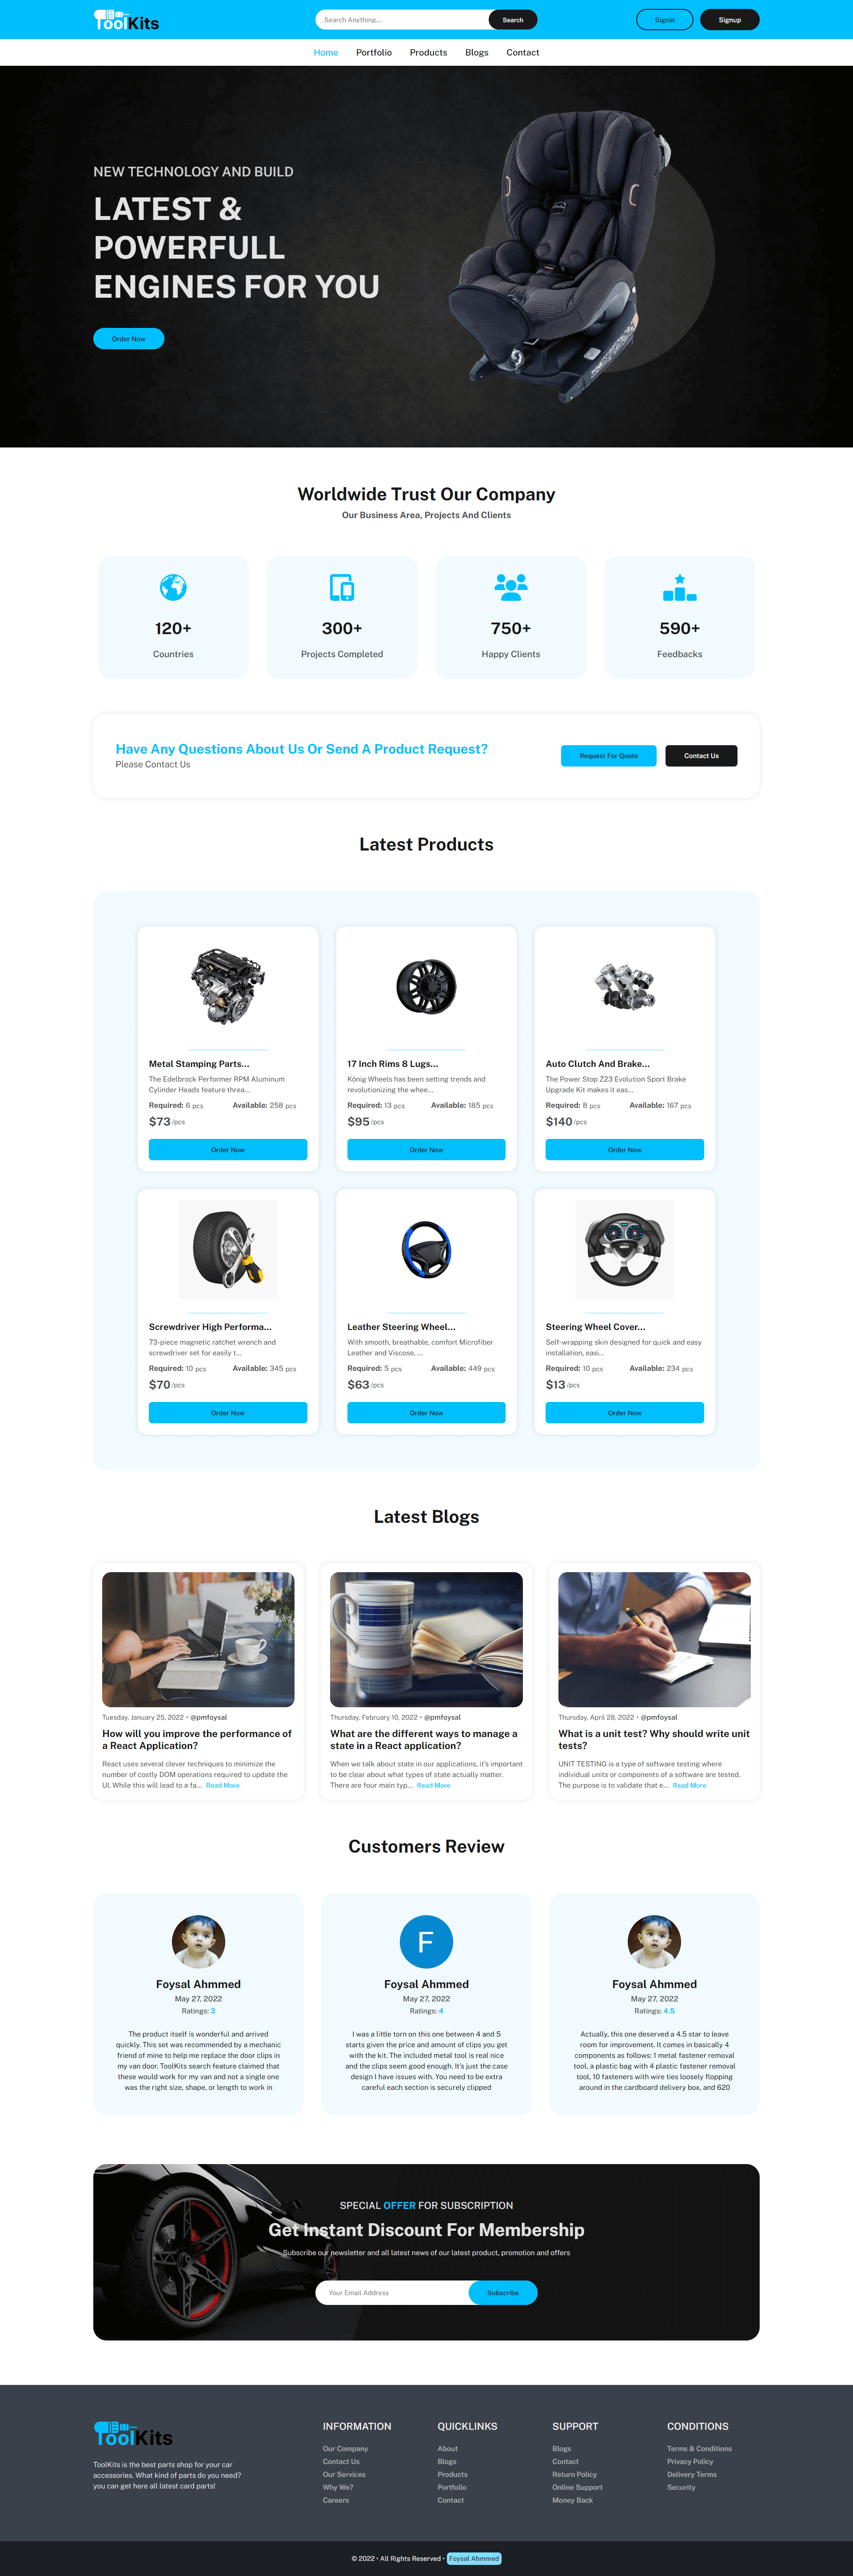 ToolKits
Search Anything...
Search
Signin
Signup
Home
Portfolio
Products
Blogs
Contact
NEW TECHNOLOGY AND BUILD
LATEST &
POWERFULL
ENGINES FOR YOU
Order Now
Worldwide Trust Our Company
Our Business Area, Projects And Clients
120+
Countries
300+
Projects Completed
750+
Happy Clients
590+
Feedbacks
Have Any Questions About Us Or Send A Product Request?
Please Contact Us
Request For Quote
Contact Us
Latest Products
Metal Stamping Parts...
The Edelbrock Performer RPM Aluminum
Cylinder Heads feature threa...
Required: 6 pcs
Available: 258 pcs
$73/pcs
Order Now
17 Inch Rims 8 Lugs...
König Wheels has been setting trends and
revolutionizing the whee...
Required: 13 pcs
Available: 185 pcs
$95/pcs
Order Now
Auto Clutch And Brake...
The Power Stop Z23 Evolution Sport Brake
Upgrade Kit makes it eas...
Required: 8 pcs
Available: 167 pcs
$140/pcs
Order Now
Screwdriver High Performa...
73-piece magnetic ratchet wrench and
screwdriver set for easily t...
Required: 10 pcs
Available: 345 pcs
$70/pcs
Order Now
Leather Steering Wheel...
With smooth, breathable, comfort Microfiber
Leather and Viscose, ...
Required: 5 pcs
Available: 449 pcs
$63/pcs
Order Now
Steering Wheel Cover...
Self-wrapping skin designed for quick and easy
installation, easi...
Required: 10 pcs
Available: 234 pcs
$13/pcs
Order Now
Latest Blogs
Tuesday, January 25, 2022 • @pmfoysal
How will you improve the performance of
a React Application?
React uses several clever techniques to minimize the
number of costly DOM operations required to update the
UI. While this will lead to a fa... Read More
Thursday, February 10, 2022 • @pmfoysal
What are the different ways to manage a
state in a React application?
When we talk about state in our applications, it's important
to be clear about what types of state actually matter.
There are four main typ... Read More
Thursday, April 28, 2022 • @pmfoysal
What is a unit test? Why should write unit
tests?
UNIT TESTING is a type of software testing where
individual units or components of a software are tested.
The purpose is to validate that e... Read More
Customers Review
Foysal Ahmmed
May 27, 2022
Ratings: 3
The product itself is wonderful and arrived
quickly. This set was recommended by a mechanic
friend of mine to help me replace the door clips in
my van door. ToolKits search feature claimed that
these would work for my van and not a single one
was the right size, shape, or length to work in
F
Foysal Ahmmed
May 27, 2022
Ratings: 4
I was a little torn on this one between 4 and 5
starts given the price and amount of clips you get
with the kit. The included metal tool is real nice
and the clips seem good enough. It's just the case
design I have issues with. You need to be extra
careful each section is securely clipped
Foysal Ahmmed
May 27, 2022
Ratings: 4.5
Actually, this one deserved a 4.5 star to leave
room for improvement. It comes in basically 4
components as follows: 1 metal fastener removal
tool, a plastic bag with 4 plastic fastener removal
tool, 10 fasteners with wire ties loosely flopping
around in the cardboard delivery box, and 620
SPECIAL OFFER FOR SUBSCRIPTION
Get Instant Discount For Membership
Subscribe our newsletter and all latest news of our latest product, promotion and offers
Your Email Address
Subscribe
ToolKits
ToolKits is the best parts shop for your car
accessories. What kind of parts do you need?
you can get here all latest card parts!
INFORMATION
Our Company
Contact Us
Our Services
Why We?
Careers
QUICKLINKS
About
Blogs
Products
Portfolio
Contact
SUPPORT
Blogs
Contact
Return Policy
Online Support
Money Back
CONDITIONS
Terms & Conditions
Privacy Policy
Delivery Terms
Security
© 2022 • All Rights Reserved • Foysal Ahmmed